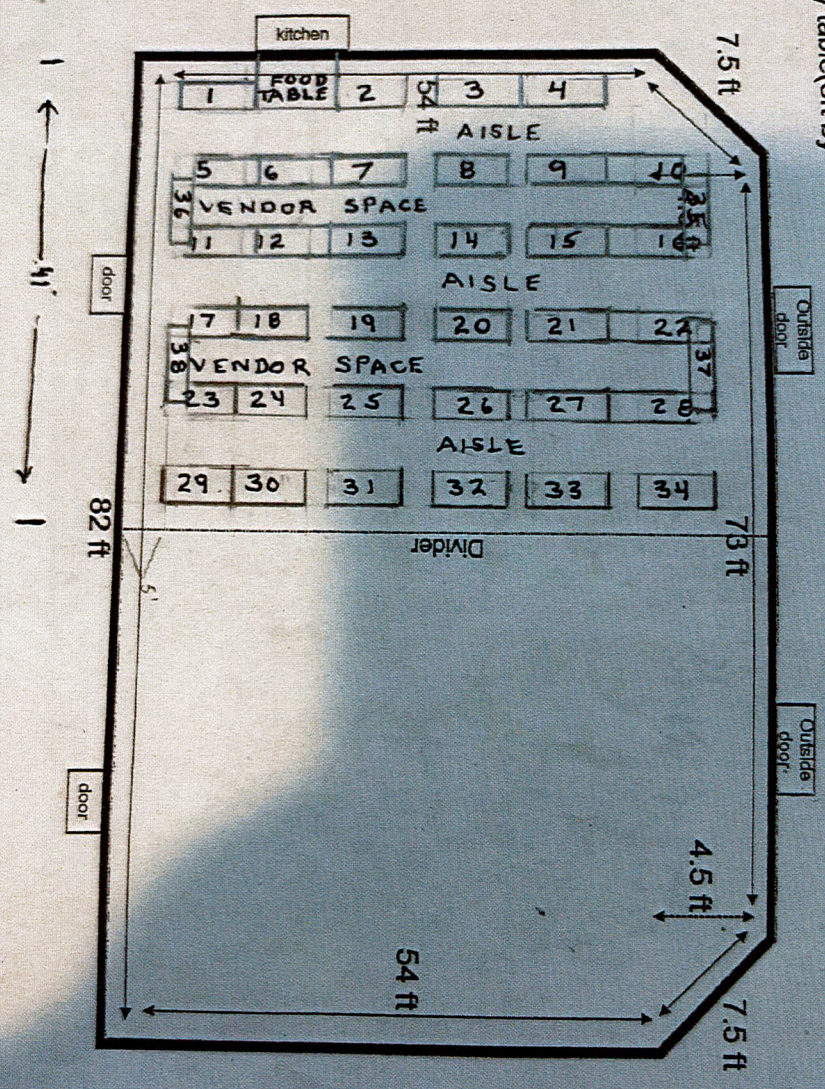 kitchen
7.5 ft
FOOD
TABLE
1
2
54 ft
3
4
AISLE
5
6
7
8
9
10
36
VENDOR SPACE
11
12
13
14
15
16
door
41'
AISLE
Outside
door
17
18
19
20
21
22
38
VENDOR SPACE
37
23
24
25
26
27
28
AISLE
29.
30
31
32
33
34
82 ft
Divider
73 ft
5'
door
Outside
door
4.5 ft
54 ft
7.5 ft